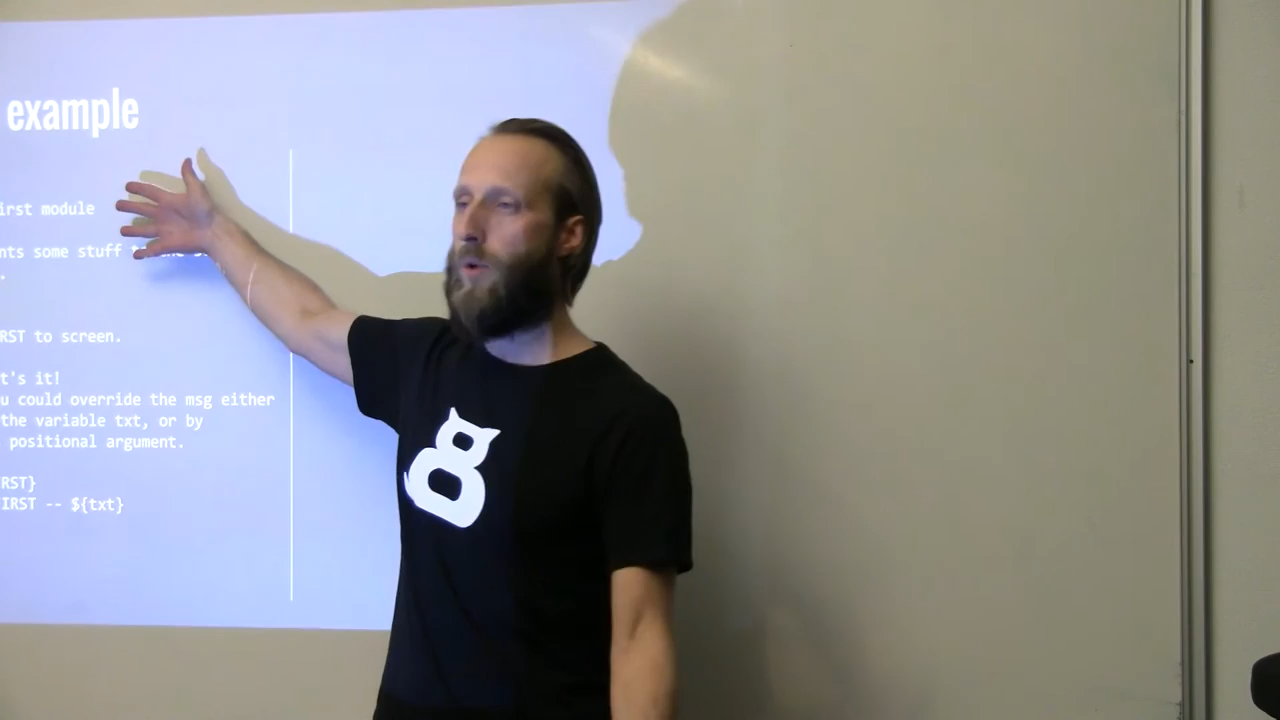 example
irst module
nts some stuff
.
RST to screen.
t's it!
u could override the msg either
the variable txt, or by
positional argument.
RST}
IRST -- ${txt}